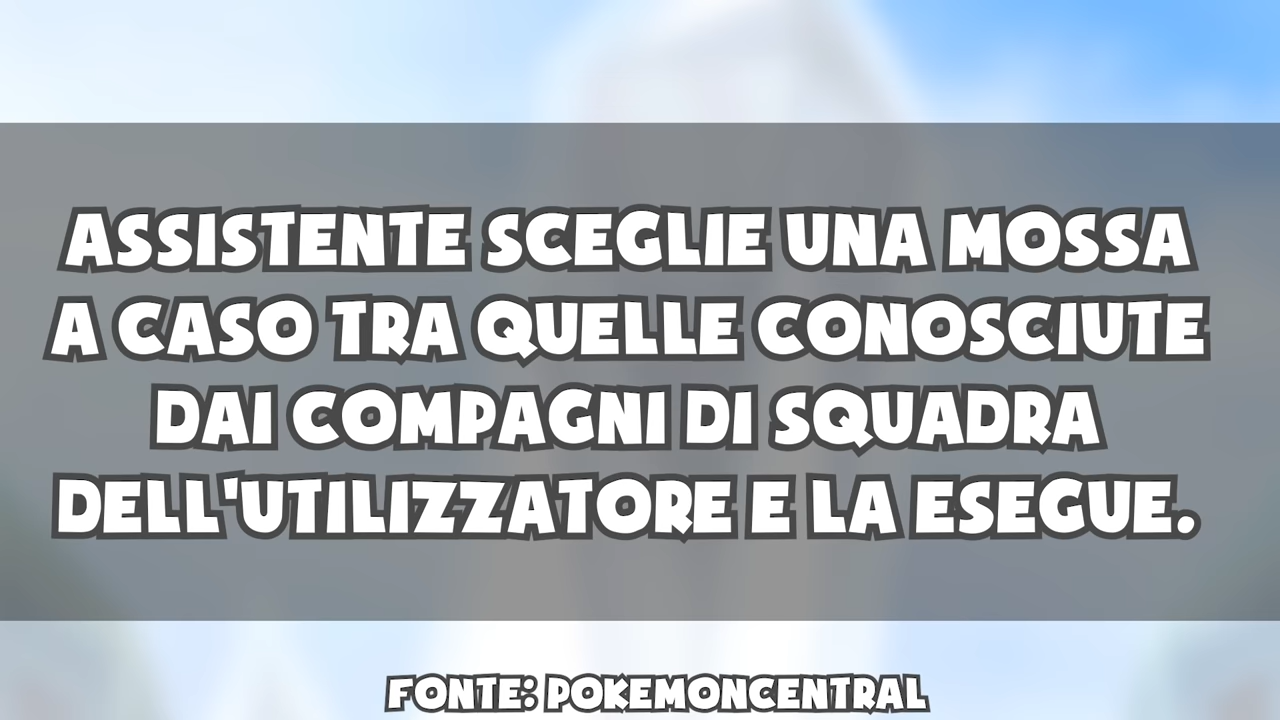 ASSISTENTE SCEGLIE UNA MOSSA
A CASO TRA QUELLE CONOSCIUTE
DAI COMPAGNI DI SQUADRA
DELL'UTILIZZATORE E LA ESEGUE.
FONTE: POKEMONCENTRAL